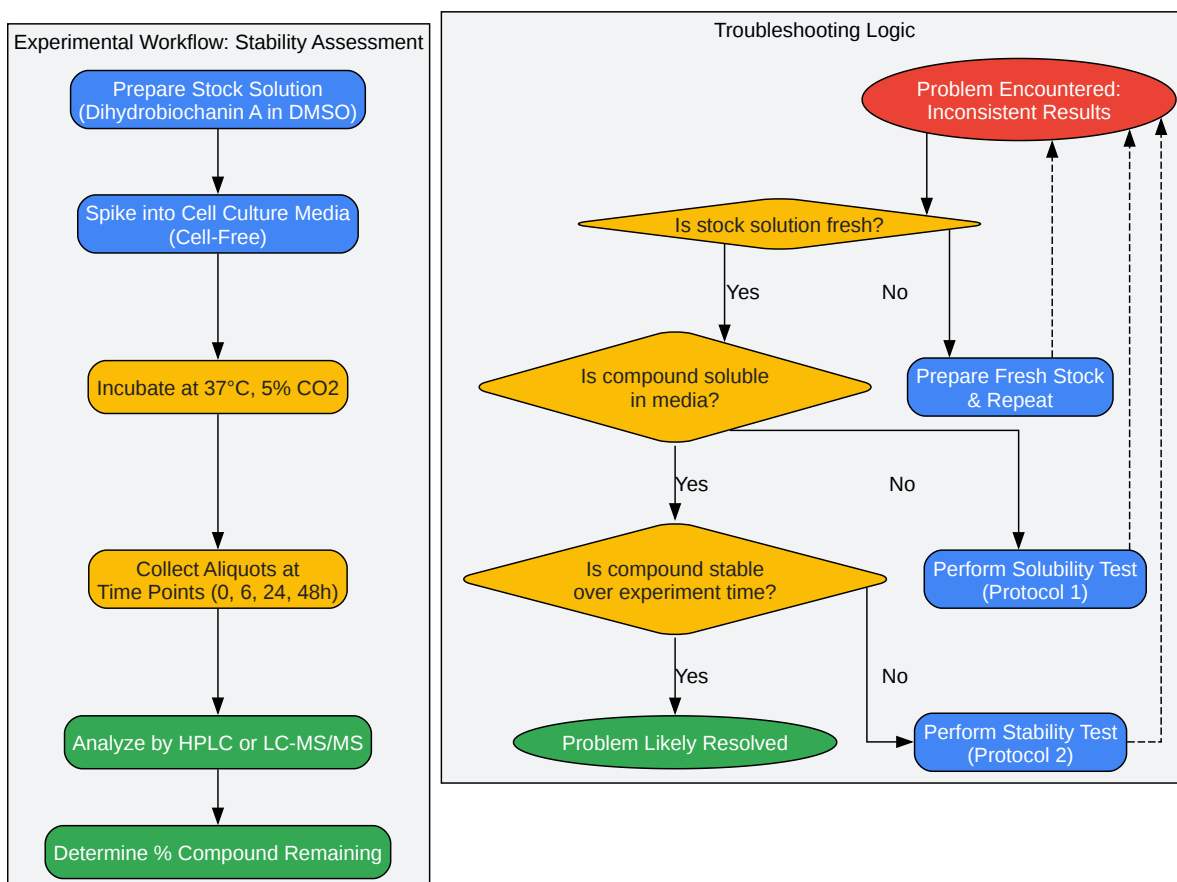 Experimental Workflow: Stability Assessment
Prepare Stock Solution
(Dihydrobiochanin A in DMSO)
Spike into Cell Culture Media
(Cell-Free)
Incubate at 37°C, 5% CO2
Collect Aliquots at
Time Points (0, 6, 24, 48h)
Analyze by HPLC or LC-MS/MS
Determine % Compound Remaining
Troubleshooting Logic
Problem Encountered:
Inconsistent Results
Is stock solution fresh?
Yes
No
Is compound soluble
in media?
Prepare Fresh Stock
& Repeat
Yes
No
Is compound stable
over experiment time?
Perform Solubility Test
(Protocol 1)
Yes
No
Problem Likely Resolved
Perform Stability Test
(Protocol 2)